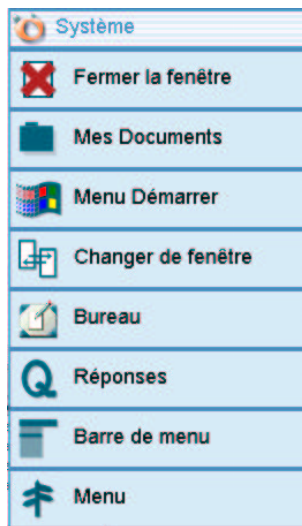 Système
Fermer la fenêtre
Mes Documents
Menu Démarrer
Changer de fenêtre
Bureau
Réponses
Barre de menu
Menu